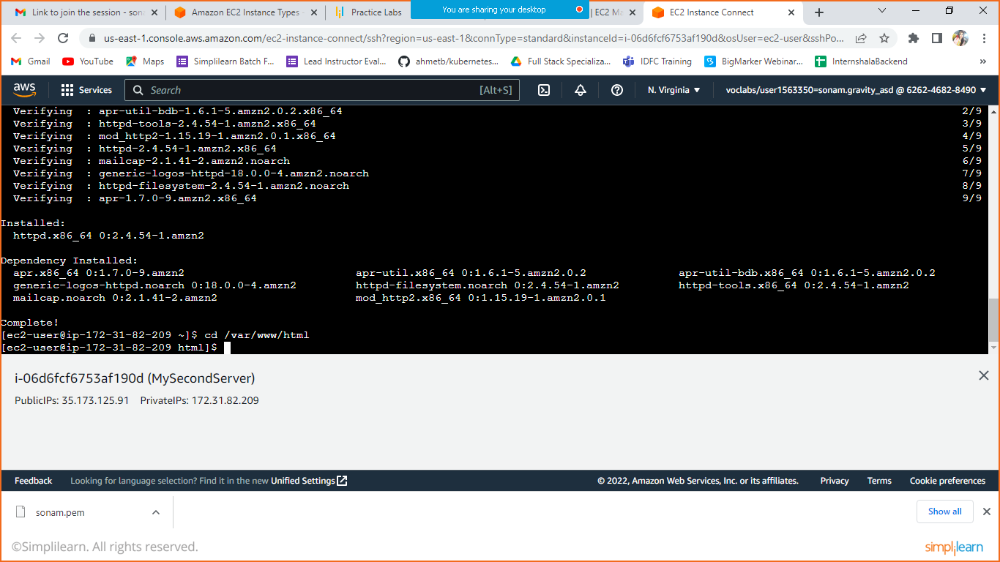 Link to join the session - sona
Amazon EC2 Instance Types -
Practice Labs
You are sharing your desktop
| EC2 Ma
EC2 Instance Connect
us-east-1.console.aws.amazon.com/ec2-instance-connect/ssh?region=us-east-1&connType=standard&instanceId=i-06d6fcf6753af190d&osUser=ec2-user&sshPo...
Gmail
YouTube
Maps
Simplilearn Batch F...
Lead Instructor Eval...
ahmetb/kubernetes...
Full Stack Specializa...
IDFC Training
BigMarker Webinar...
InternshalaBackend
»
aws
Services
Search [Alt+S]
N. Virginia
voclabs/user1563350=sonam.gravity_asd @ 6262-4682-8490
Verifying : apr-util-bdb-1.6.1-5.amzn2.0.2.x86_64 2/9
Verifying : httpd-tools-2.4.54-1.amzn2.x86_64 3/9
Verifying : mod_http2-1.15.19-1.amzn2.0.1.x86_64 4/9
Verifying : httpd-2.4.54-1.amzn2.x86_64 5/9
Verifying : mailcap-2.1.41-2.amzn2.noarch 6/9
Verifying : generic-logos-httpd-18.0.0-4.amzn2.noarch 7/9
Verifying : httpd-filesystem-2.4.54-1.amzn2.noarch 8/9
Verifying : apr-1.7.0-9.amzn2.x86_64 9/9
Installed:
httpd.x86_64 0:2.4.54-1.amzn2
Dependency Installed:
apr.x86_64 0:1.7.0-9.amzn2 apr-util.x86_64 0:1.6.1-5.amzn2.0.2 apr-util-bdb.x86_64 0:1.6.1-5.amzn2.0.2
generic-logos-httpd.noarch 0:18.0.0-4.amzn2 httpd-filesystem.noarch 0:2.4.54-1.amzn2 httpd-tools.x86_64 0:2.4.54-1.amzn2
mailcap.noarch 0:2.1.41-2.amzn2 mod_http2.x86_64 0:1.15.19-1.amzn2.0.1
Complete!
[ec2-user@ip-172-31-82-209 ~]$ cd /var/www/html
[ec2-user@ip-172-31-82-209 html]$
i-06d6fcf6753af190d (MySecondServer)
PublicIPs: 35.173.125.91 PrivateIPs: 172.31.82.209
Feedback Looking for language selection? Find it in the new Unified Settings
© 2022, Amazon Web Services, Inc. or its affiliates. Privacy Terms Cookie preferences
sonam.pem
Show all
©Simplilearn. All rights reserved.
simplilearn